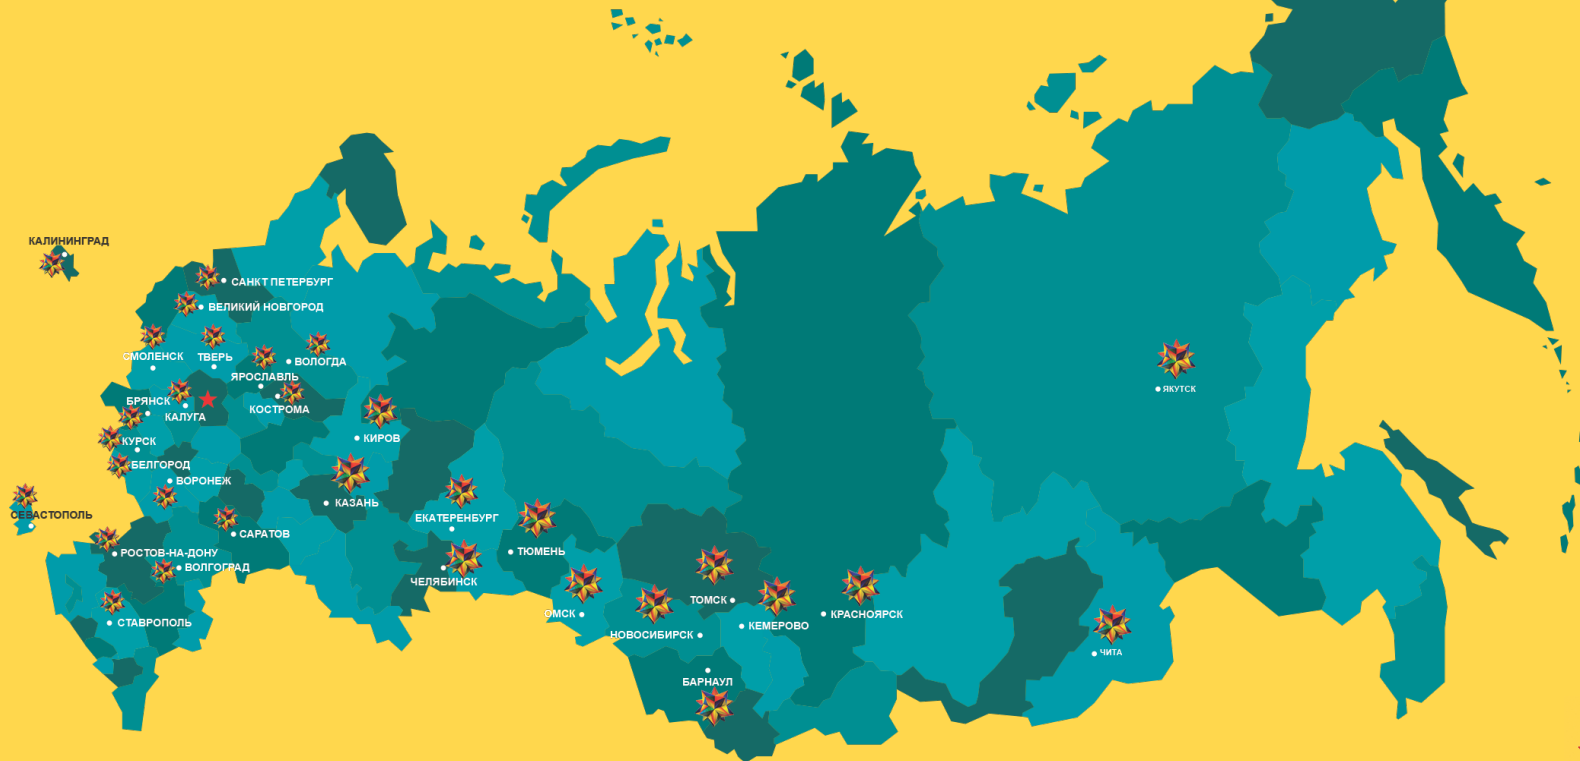 КАЛИНИНГРАД
САНКТ ПЕТЕРБУРГ
ВЕЛИКИЙ НОВГОРОД
СМОЛЕНСК
ТВЕРЬ
ВОЛОГДА
ЯРОСЛАВЛЬ
ЯКУТСК
БРЯНСК
КОСТРОМА
КАЛУГА
КИРОВ
КУРСК
БЕЛГОРОД
ВОРОНЕЖ
КАЗАНЬ
СЕВАСТОПОЛЬ
ЕКАТЕРЕНБУРГ
САРАТОВ
РОСТОВ-НА-ДОНУ
ТЮМЕНЬ
ВОЛГОГРАД
ЧЕЛЯБИНСК
ТОМСК
ОМСК
КРАСНОЯРСК
СТАВРОПОЛЬ
КЕМЕРОВО
НОВОСИБИРСК
ЧИТА
БАРНАУЛ